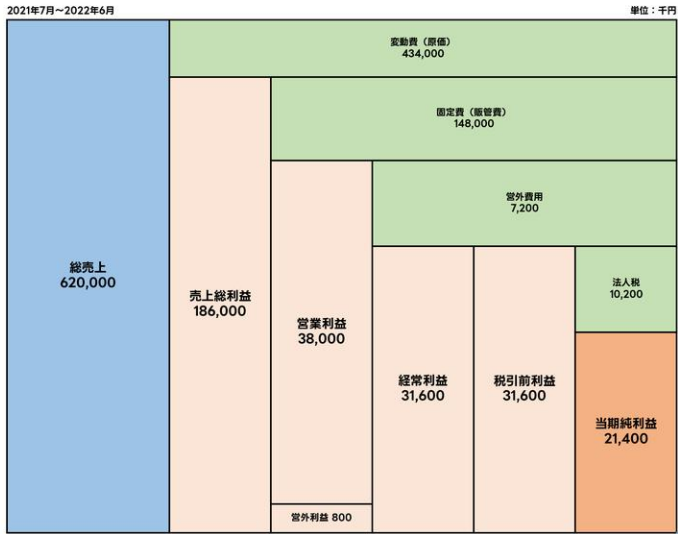 2021年7月〜2022年6月
単位：千円
変動費（原価）
434,000
固定費（販管費）
148,000
営外費用
7,200
総売上
620,000
売上総利益
186,000
営業利益
38,000
経常利益
31,600
税引前利益
31,600
法人税
10,200
当期純利益
21,400
営外利益 800